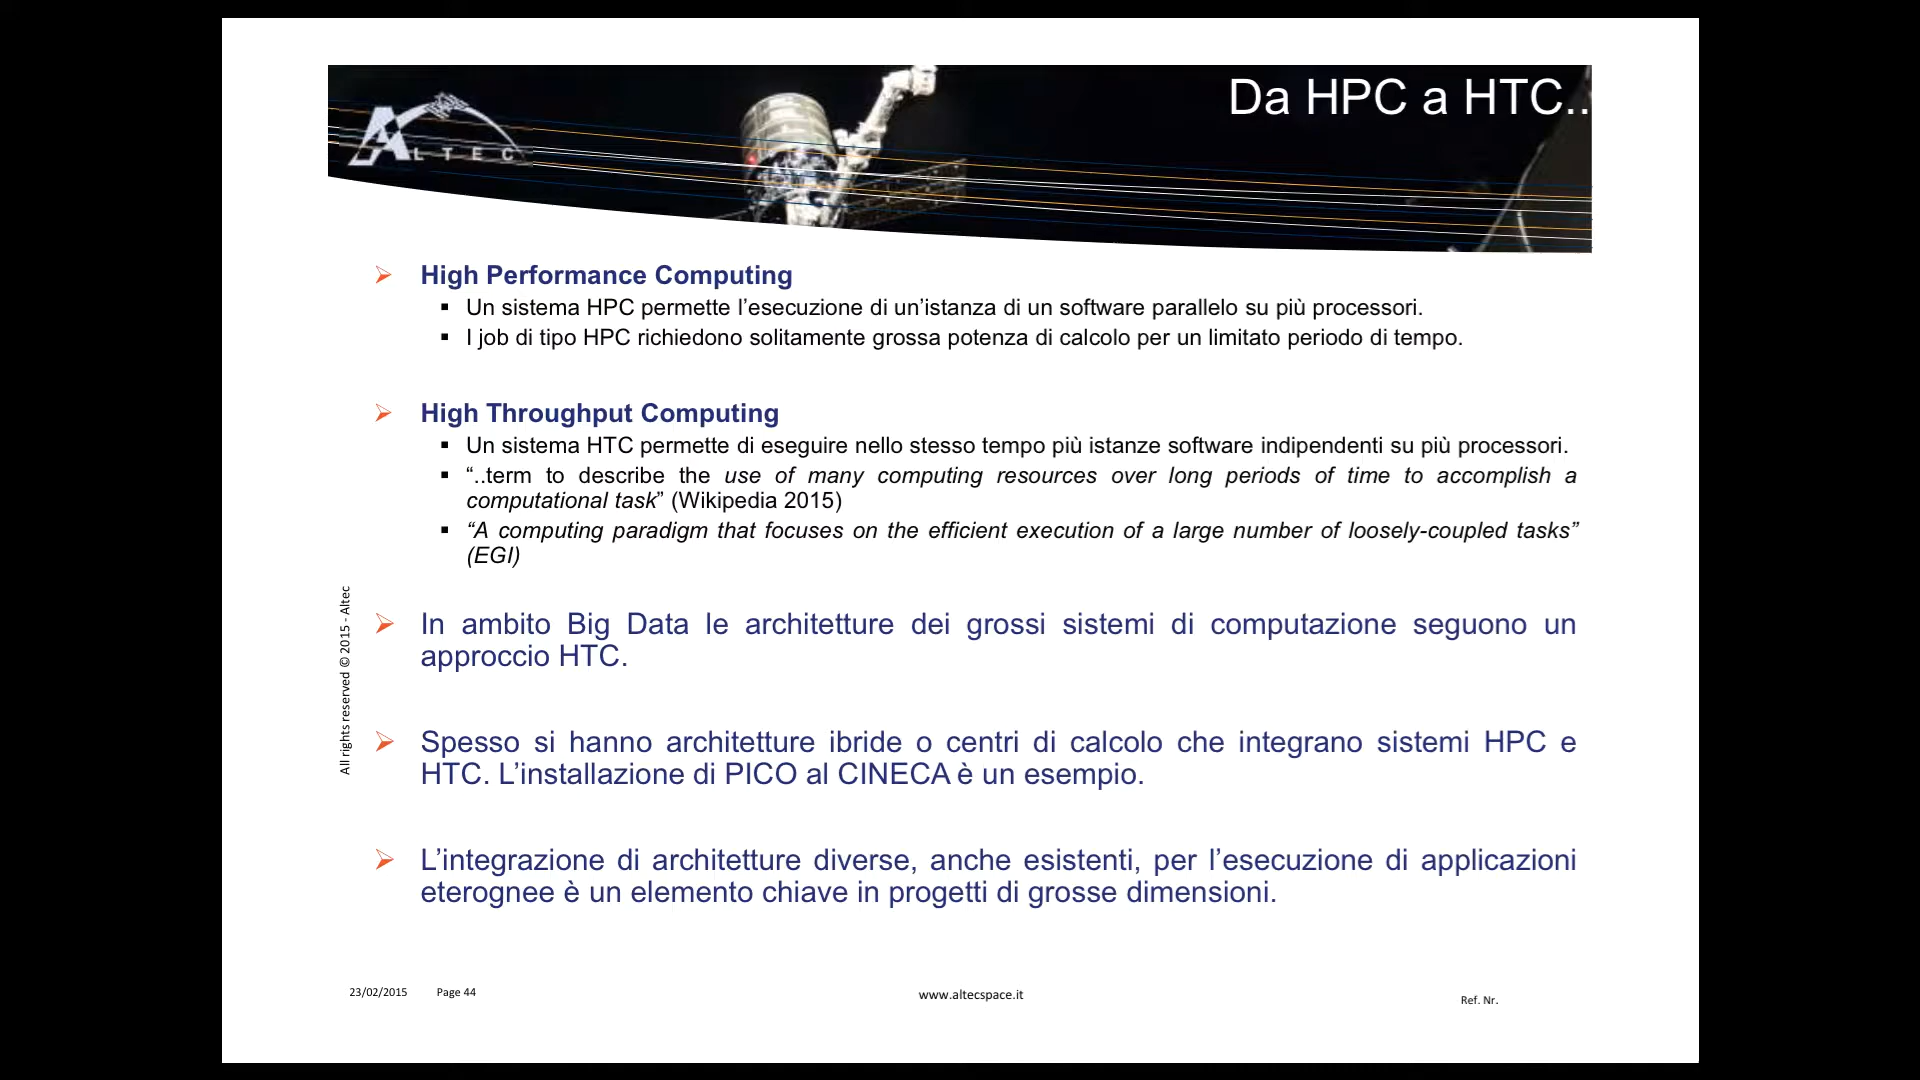 Da HPC a HTC..
ALTEC
High Performance Computing
Un sistema HPC permette l’esecuzione di un’istanza di un software parallelo su più processori.
I job di tipo HPC richiedono solitamente grossa potenza di calcolo per un limitato periodo di tempo.
High Throughput Computing
Un sistema HTC permette di eseguire nello stesso tempo più istanze software indipendenti su più processori.
“..term to describe the use of many computing resources over long periods of time to accomplish a
computational task” (Wikipedia 2015)
“A computing paradigm that focuses on the efficient execution of a large number of loosely-coupled tasks”
(EGI)
In ambito Big Data le architetture dei grossi sistemi di computazione seguono un
approccio HTC.
Spesso si hanno architetture ibride o centri di calcolo che integrano sistemi HPC e
HTC. L’installazione di PICO al CINECA è un esempio.
L’integrazione di architetture diverse, anche esistenti, per l’esecuzione di applicazioni
eterognee è un elemento chiave in progetti di grosse dimensioni.
All rights reserved © 2015 - Altec
23/02/2015 Page 44
www.altecspace.it
Ref. Nr.